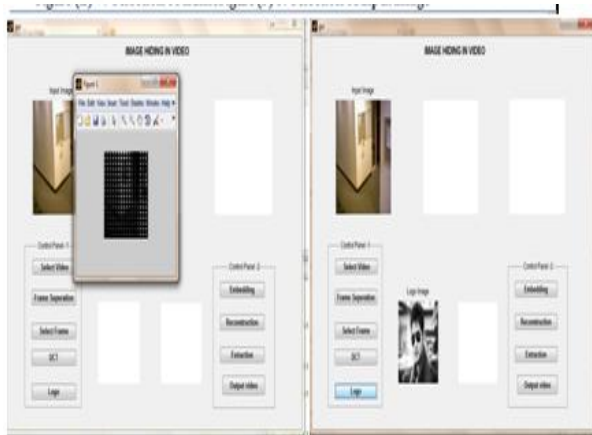 IMAGE HIDING IN VIDEO
Input Image
Figure 1
File Edit View Insert Tools Desktop Window Help
Control Panel -1
Select Video
Frame Separation
Select Frame
DCT
Logo
Control Panel -2
Embedding
Reconstruction
Extraction
Output video
IMAGE HIDING IN VIDEO
Input Image
Control Panel -1
Select Video
Frame Separation
Select Frame
DCT
Logo
Logo Image
Control Panel -2
Embedding
Reconstruction
Extraction
Output video